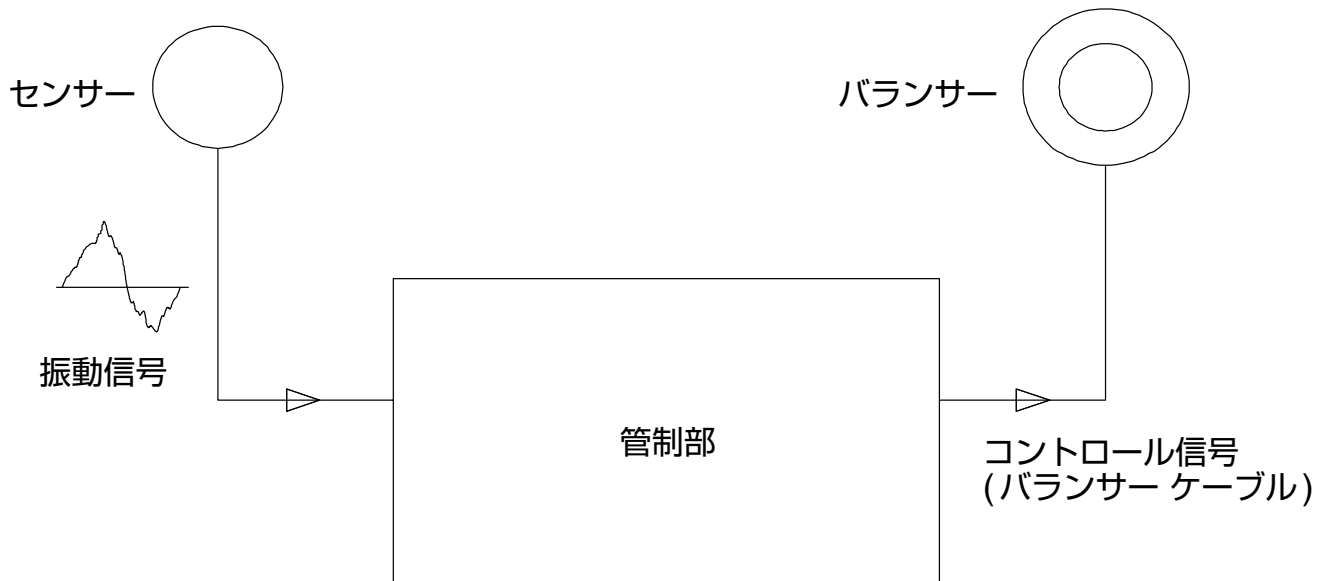 センサー
バランサー
振動信号
管制部
コントロール信号
(バランサー ケーブル)